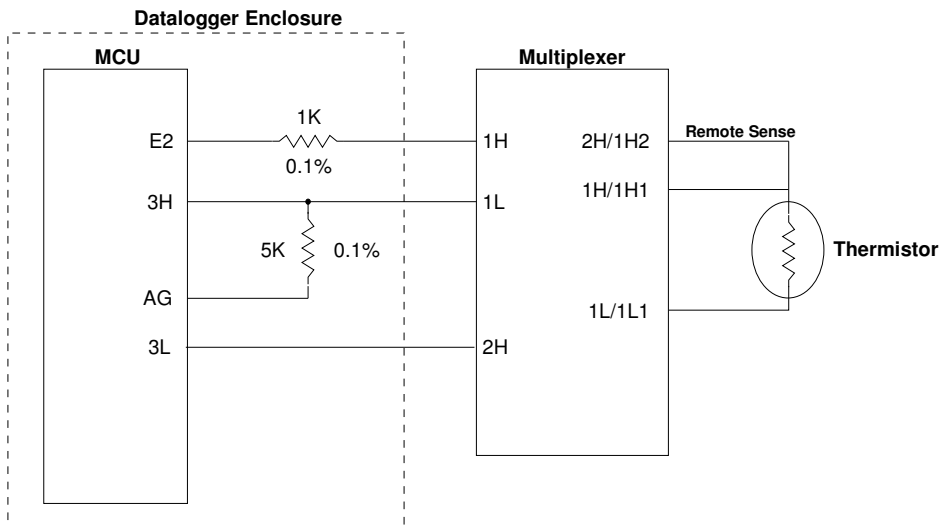 Datalogger Enclosure
MCU
Multiplexer
1K
E2
1H
2H/1H2
Remote Sense
0.1%
1H/1H1
3H
1L
5K
0.1%
Thermistor
AG
1L/1L1
3L
2H